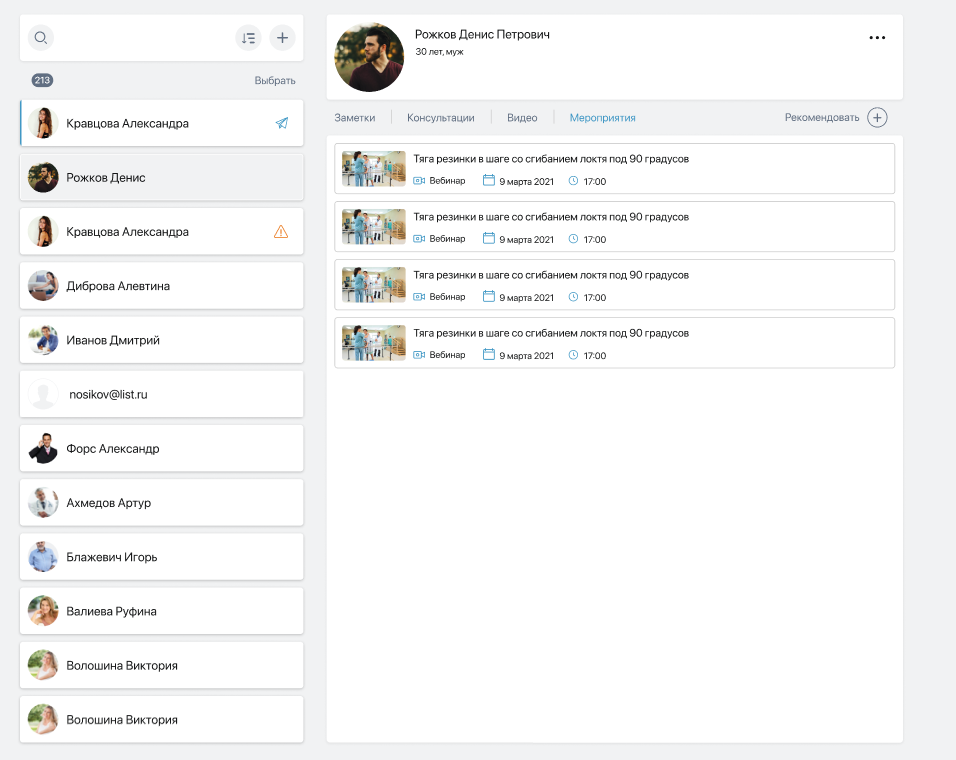 213
Выбрать
Кравцова Александра
Рожков Денис
Кравцова Александра
Диброва Алевтина
Иванов Дмитрий
nosikov@list.ru
Форс Александр
Ахмедов Артур
Блажевич Игорь
Валиева Руфина
Волошина Виктория
Волошина Виктория
Рожков Денис Петрович
30 лет, муж
Заметки Консультации Видео Мероприятия Рекомендовать
Тяга резинки в шаге со сгибанием локтя под 90 градусов
Вебинар 9 марта 2021 17:00
Тяга резинки в шаге со сгибанием локтя под 90 градусов
Вебинар 9 марта 2021 17:00
Тяга резинки в шаге со сгибанием локтя под 90 градусов
Вебинар 9 марта 2021 17:00
Тяга резинки в шаге со сгибанием локтя под 90 градусов
Вебинар 9 марта 2021 17:00